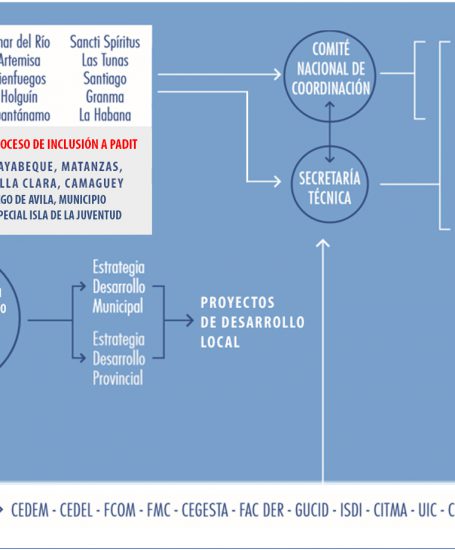 nar del Río
Artemisa
ienfuegos
Holguín
uantánamo
Sancti Spíritus
Las Tunas
Santiago
Granma
La Habana
OCESO DE INCLUSIÓN A PADIT
AYABEQUE, MATANZAS,
LLA CLARA, CAMAGUEY
GO DE AVILA, MUNICIPIO
PECIAL ISLA DE LA JUVENTUD
COMITÉ
NACIONAL DE
COORDINACIÓN
SECRETARÍA
TÉCNICA
O
Estrategia
Desarrollo
Municipal
Estrategia
Desarrollo
Provincial
PROYECTOS
DE DESARROLLO
LOCAL
CEDEM - CEDEL - FCOM - FMC - CEGESTA - FAC DER - GUCID - ISDI - CITMA - UIC - C